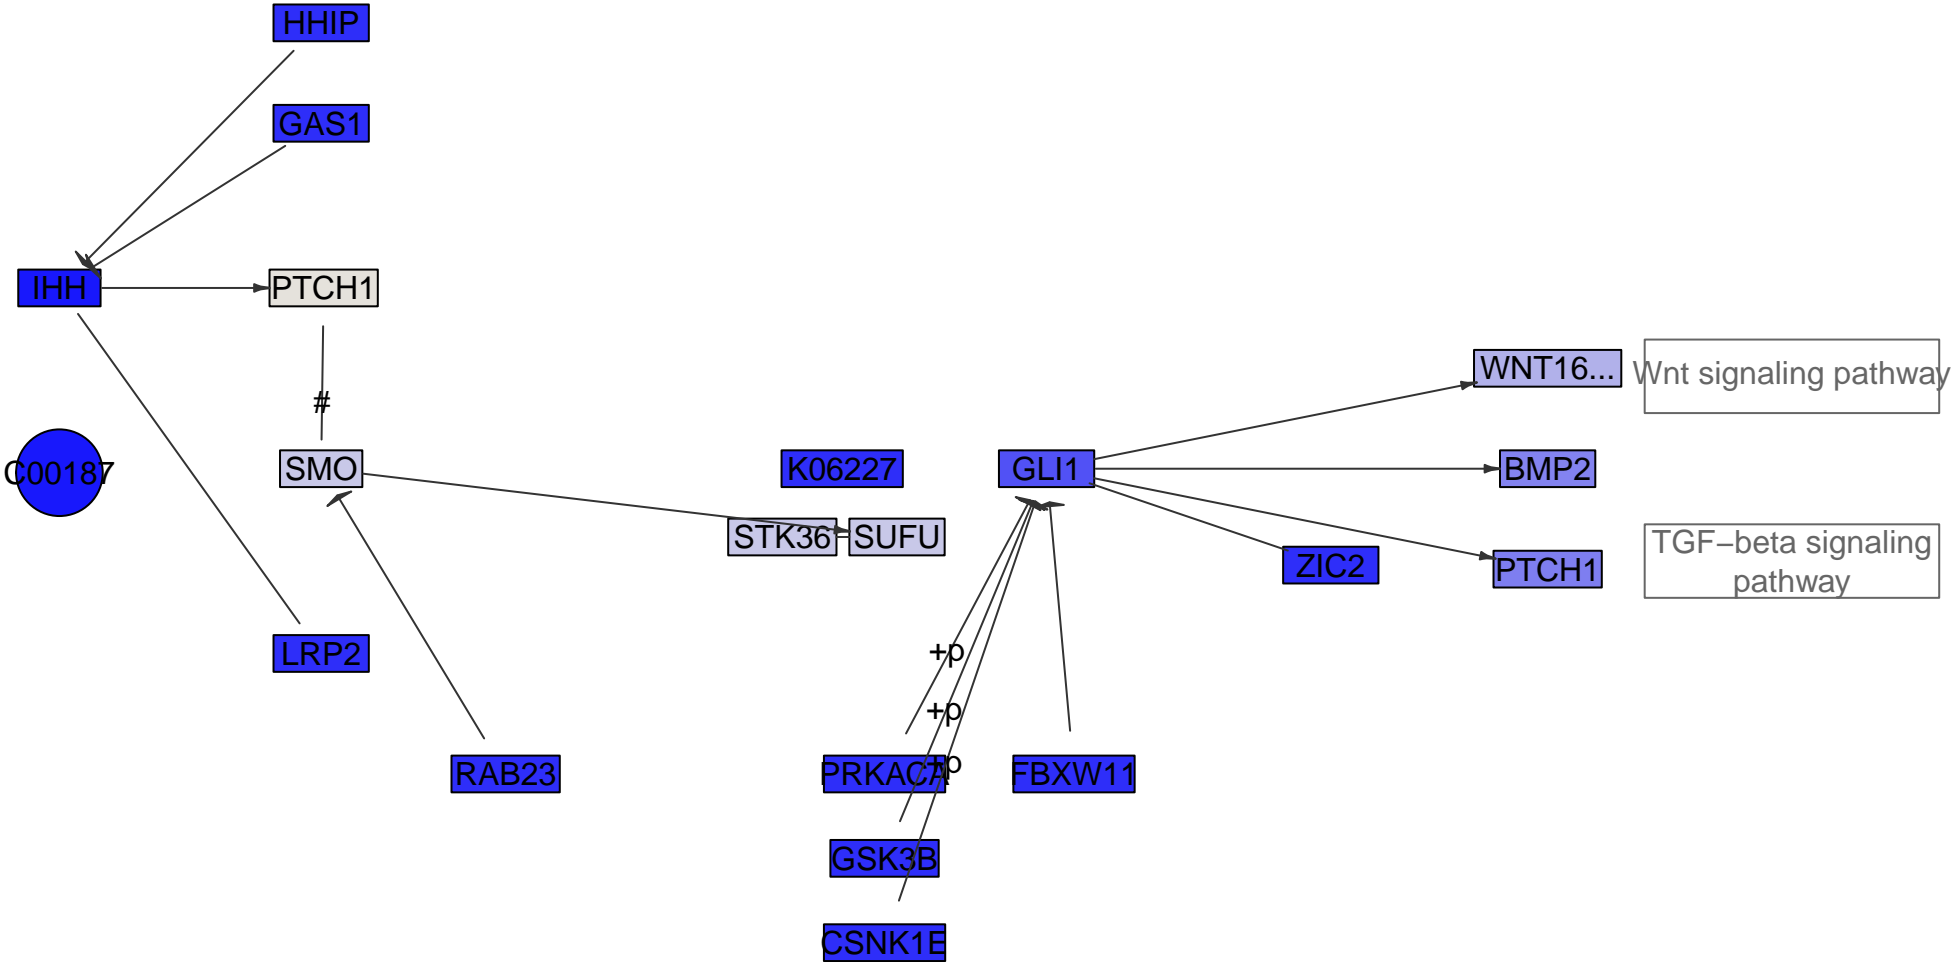 HHIP
GAS1
IHH
PTCH1
#
WNT16...
Wnt signaling pathway
C00187
SMO
K06227
GLI1
BMP2
STK36
SUFU
ZIC2
PTCH1
TGF−beta signaling
pathway
LRP2
+p
+p
+p
RAB23
PRKACA
FBXW11
GSK3B
CSNK1E